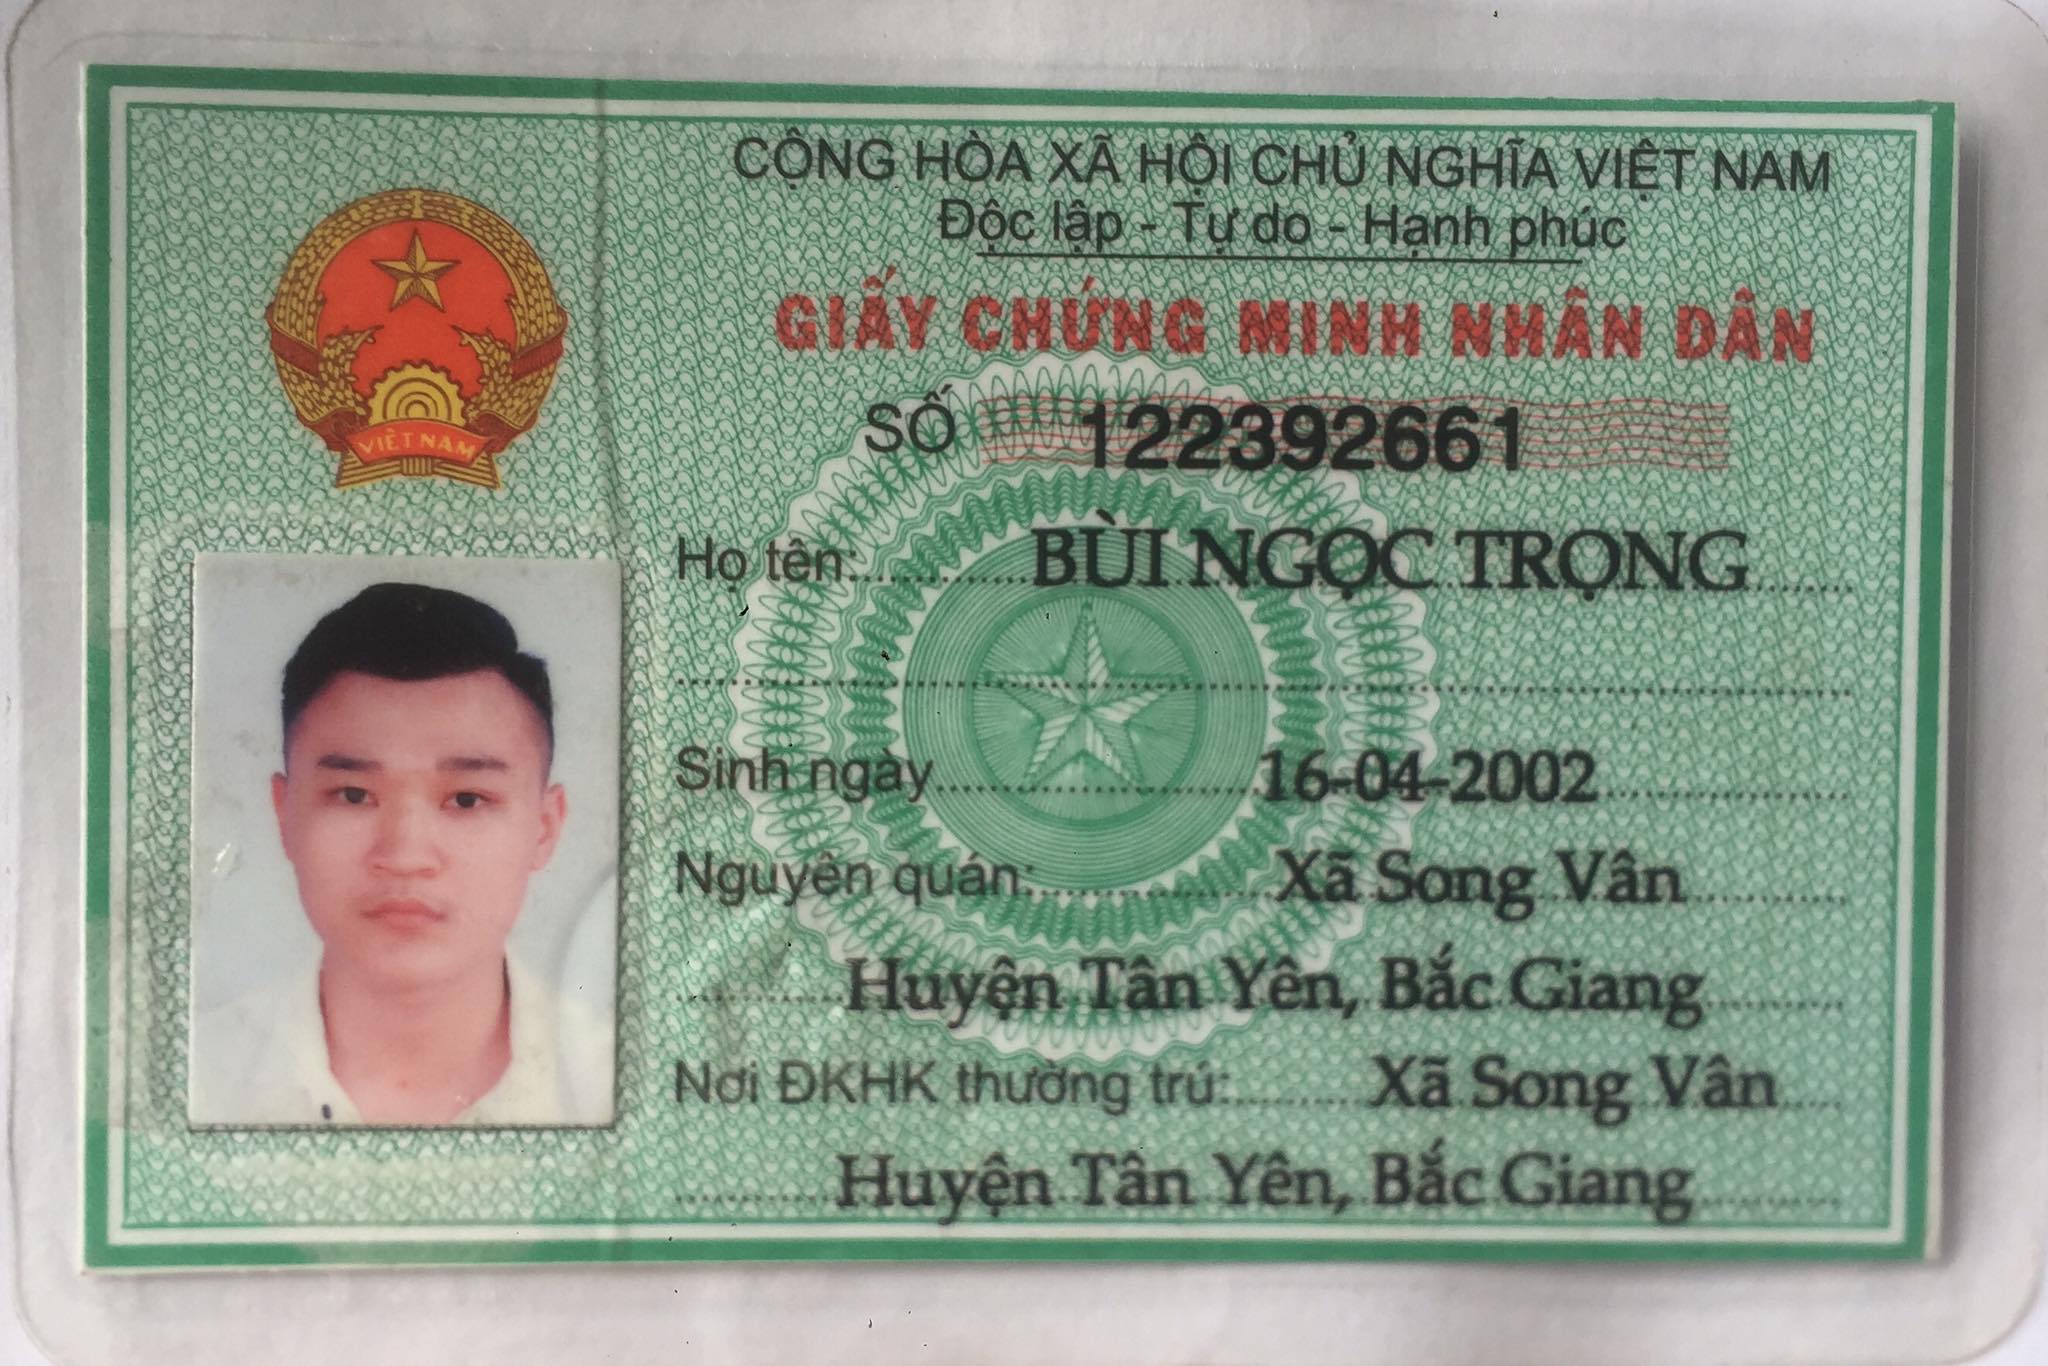 CỘNG HÒA XÃ HỘI CHỦ NGHĨA VIỆT NAM
Độc lập - Tự do - Hạnh phúc
GIẤY CHỨNG MINH NHÂN DÂN
SỐ 122392661
VIỆT NAM
Họ tên: BÙI NGỌC TRỌNG
Sinh ngày 16-04-2002
Nguyên quán: Xã Song Vân
Huyện Tân Yên, Bắc Giang
Nơi ĐKHK thường trú: Xã Song Vân
Huyện Tân Yên, Bắc Giang